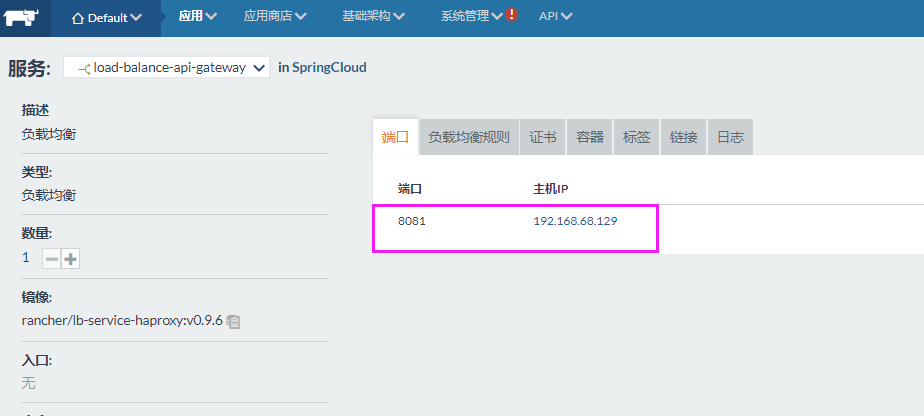 Default 应用 应用商店 基础架构 系统管理 API
服务: load-balance-api-gateway in SpringCloud
描述
负载均衡
类型:
负载均衡
数量:
1
镜像:
rancher/lb-service-haproxy:v0.9.6
入口:
无
端口 负载均衡规则 证书 容器 标签 链接 日志
端口 主机IP
8081 192.168.68.129